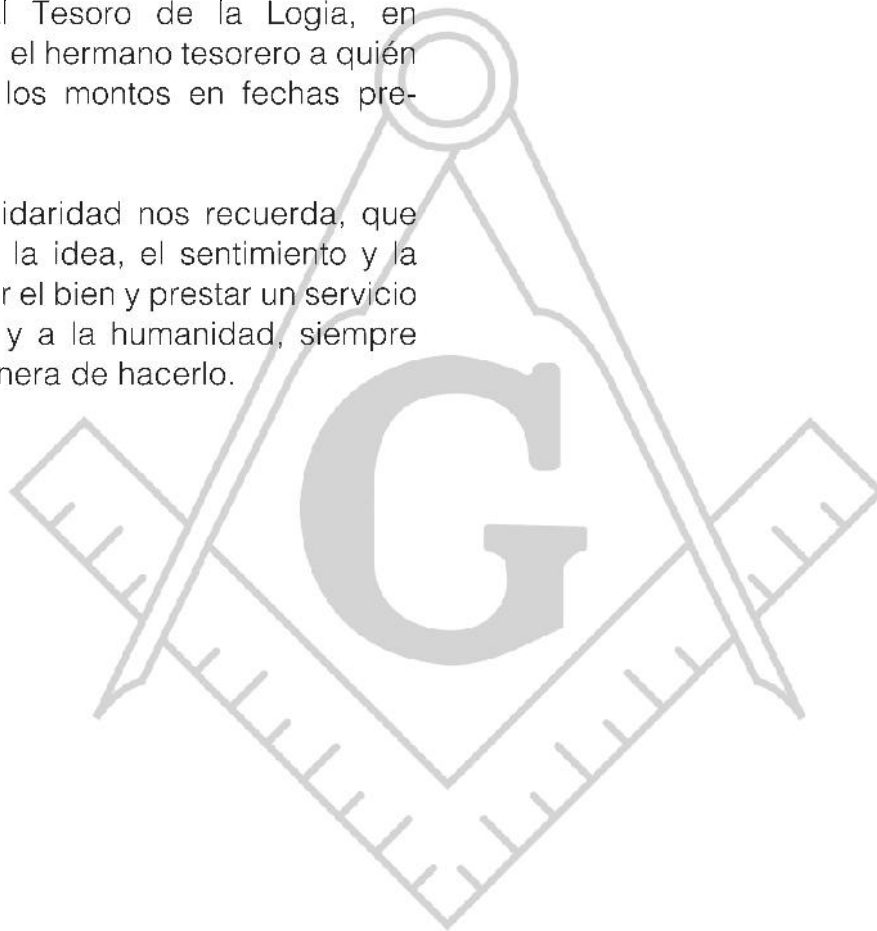 Tesoro de la Logia, en
el hermano tesorero a quién
los montos en fechas pre-
idaridad nos recuerda, que
la idea, el sentimiento y la
r el bien y prestar un servicio
y a la humanidad, siempre
nera de hacerlo.
G